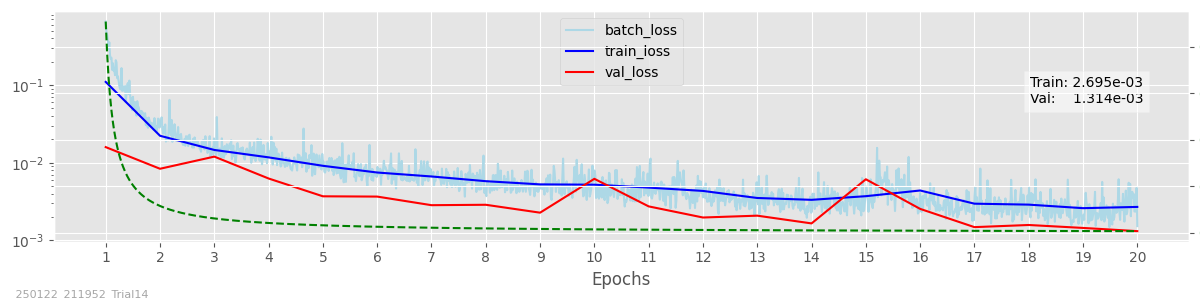 batch_loss
train_loss
val_loss
Train: 2.695e-03
Val: 1.314e-03
10⁻¹
10⁻²
10⁻³
1 2 3 4 5 6 7 8 9 10 11 12 13 14 15 16 17 18 19 20
Epochs
250122_211952_Trial14